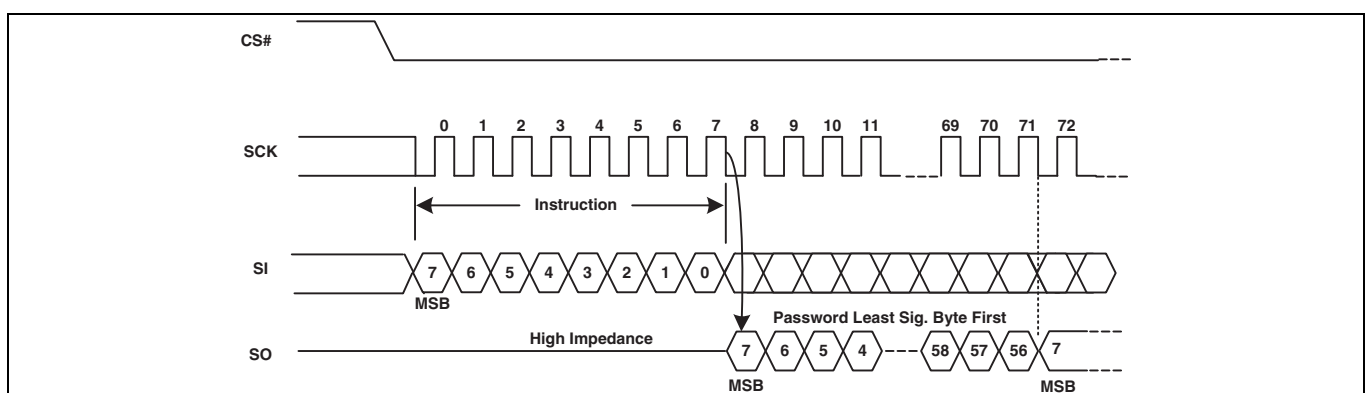 CS#
0 1 2 3 4 5 6 7 8 9 10 11 69 70 71 72
SCK
Instruction
SI
7 6 5 4 3 2 1 0
MSB
Password Least Sig. Byte First
High Impedance
SO
7 6 5 4 58 57 56 7
MSB MSB